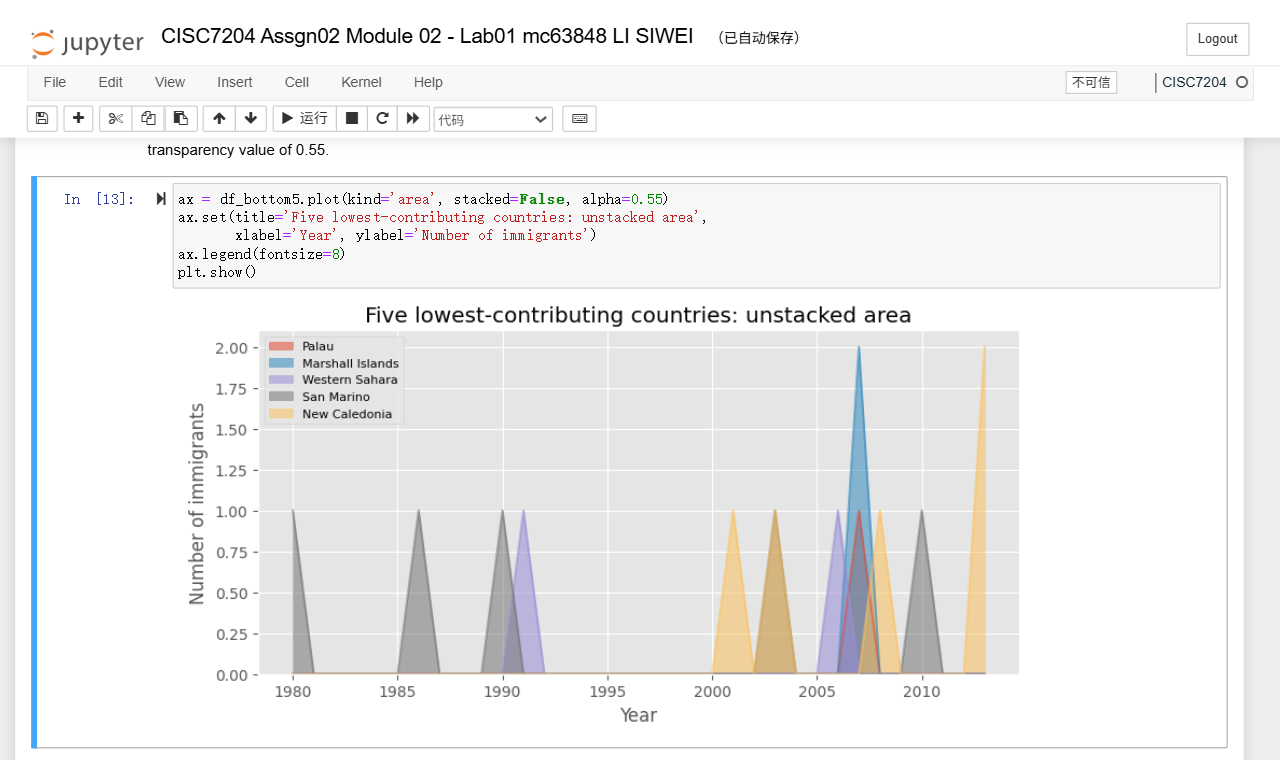 jupyter CISC7204 Assgn02 Module 02 - Lab01 mc63848 LI SIWEI （已自动保存）
Logout
File Edit View Insert Cell Kernel Help
不可信
CISC7204
运行
代码
transparency value of 0.55.
In [13]:
ax = df_bottom5.plot(kind='area', stacked=False, alpha=0.55)
ax.set(title='Five lowest-contributing countries: unstacked area',
xlabel='Year', ylabel='Number of immigrants')
ax.legend(fontsize=8)
plt.show()
Five lowest-contributing countries: unstacked area
Palau
Marshall Islands
Western Sahara
San Marino
New Caledonia
Number of immigrants
2.00
1.75
1.50
1.25
1.00
0.75
0.50
0.25
0.00
1980 1985 1990 1995 2000 2005 2010
Year